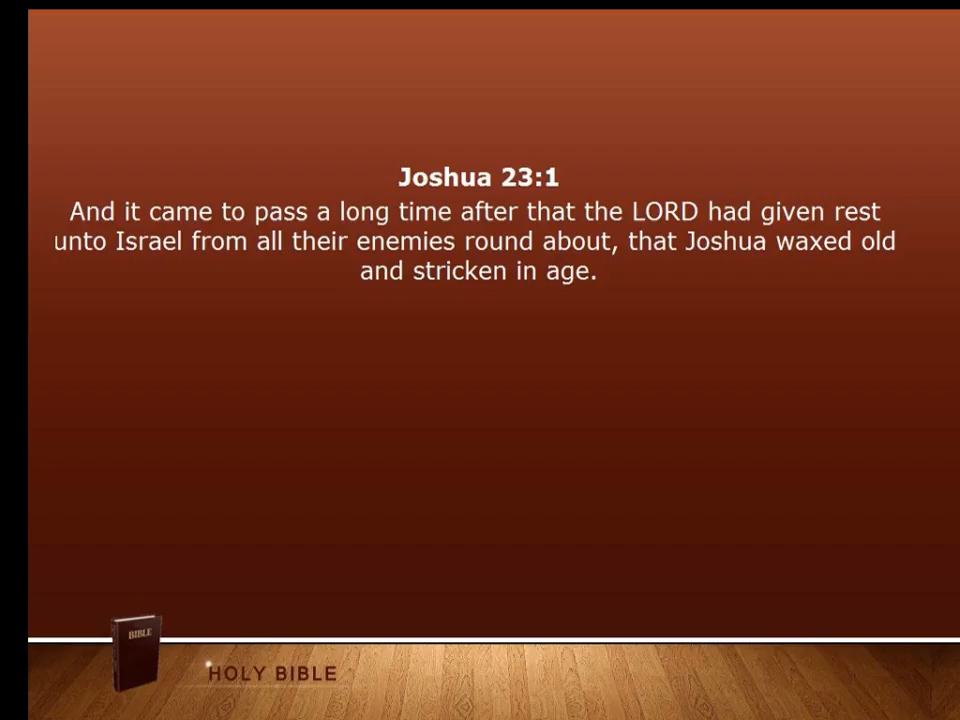 Joshua 23:1
And it came to pass a long time after that the LORD had given rest
unto Israel from all their enemies round about, that Joshua waxed old
and stricken in age.
BIBLE
HOLY BIBLE